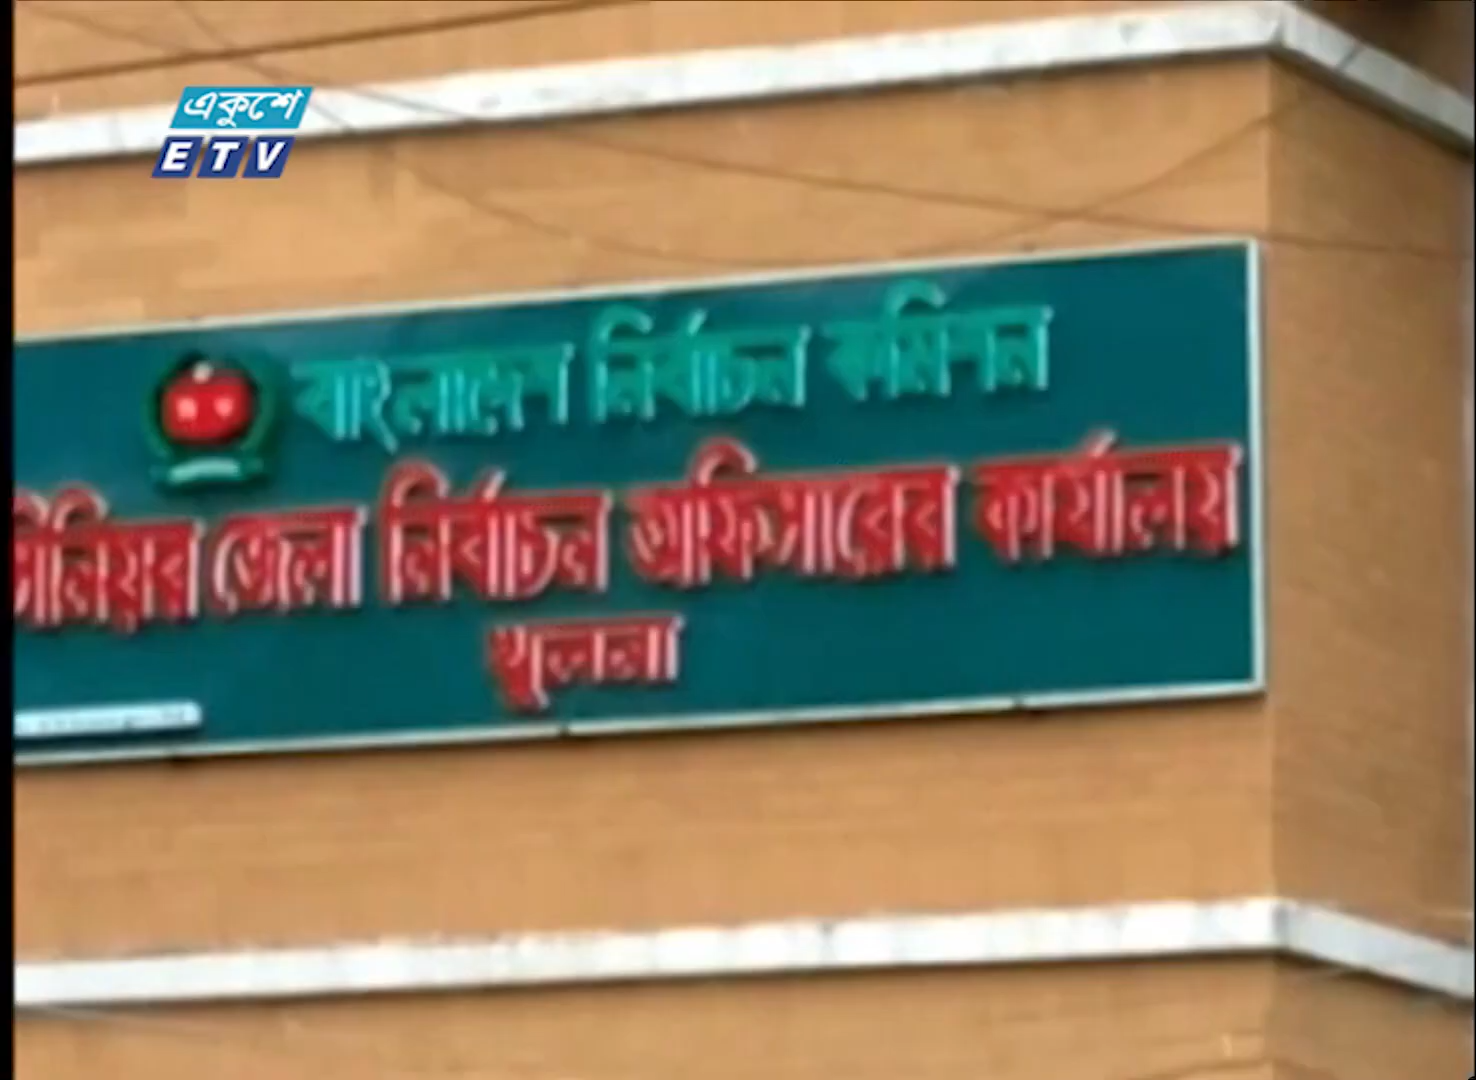 একুশে
ETV
বাংলাদেশ নির্বাচন কমিশন
সিনিয়র জেলা নির্বাচন অফিসারের কার্যালয়
খুলনা